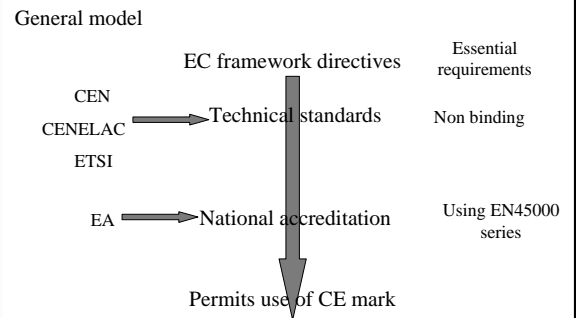 General model
EC framework directives
Essential
requirements
CEN
CENELAC
ETSI
Technical standards
Non binding
EA
National accreditation
Using EN45000
series
Permits use of CE mark